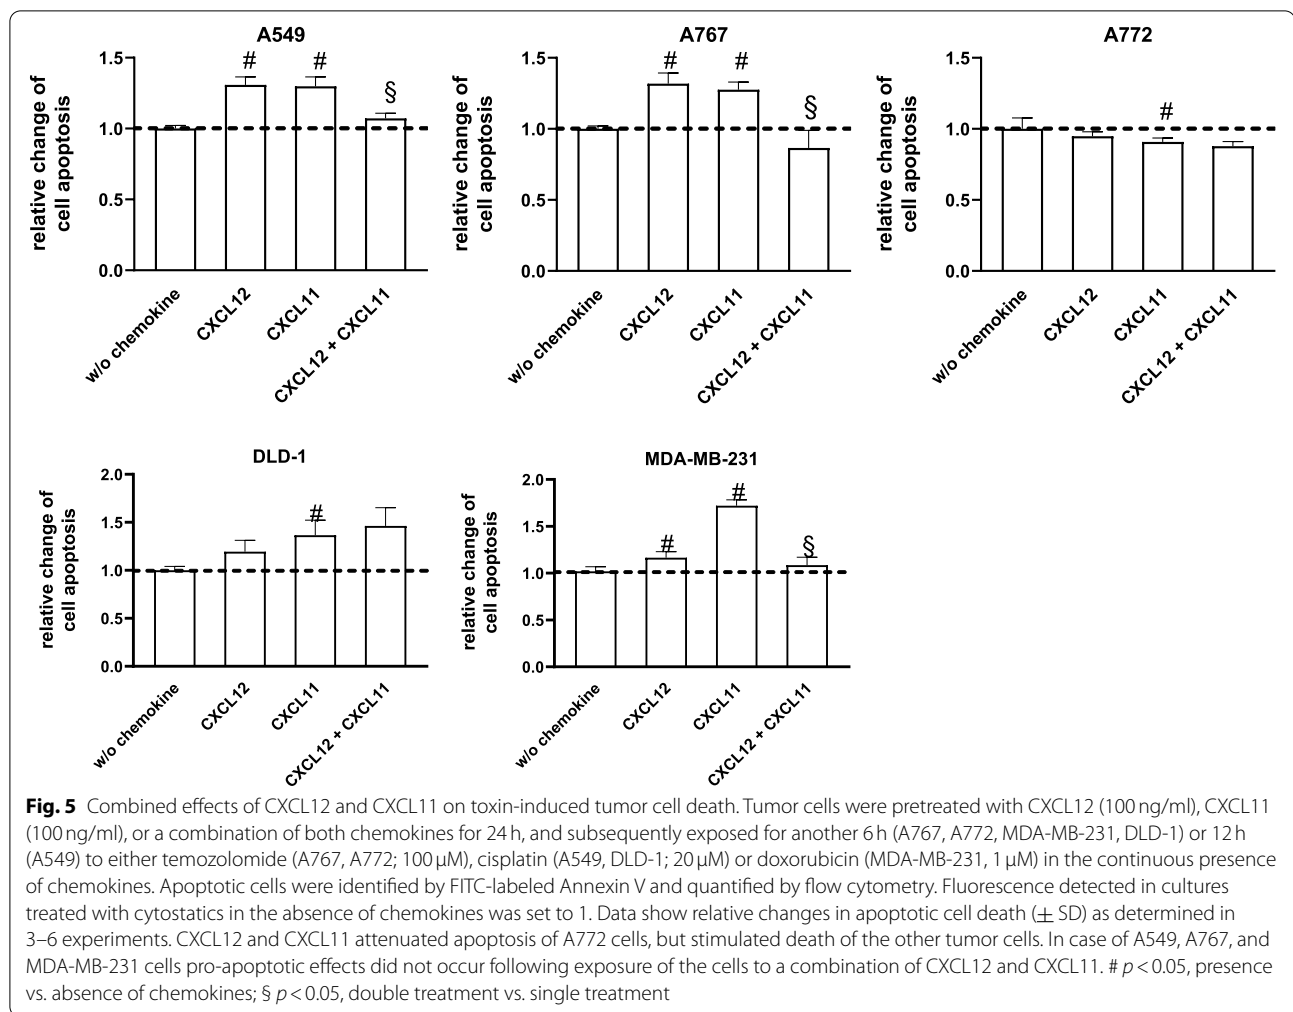 A549
relative change of
cell apoptosis
1.5
1.0
0.5
0.0
#
#
§
w/o chemokine
CXCL12
CXCL11
CXCL12 + CXCL11
A767
relative change of
cell apoptosis
1.5
1.0
0.5
0.0
#
#
§
w/o chemokine
CXCL12
CXCL11
CXCL12 + CXCL11
A772
relative change of
cell apoptosis
1.5
1.0
0.5
0.0
#
w/o chemokine
CXCL12
CXCL11
CXCL12 + CXCL11
DLD-1
relative change of
cell apoptosis
2.0
1.5
1.0
0.5
0.0
#
w/o chemokine
CXCL12
CXCL11
CXCL12 + CXCL11
MDA-MB-231
relative change of
cell apoptosis
2.0
1.5
1.0
0.5
0.0
#
#
§
w/o chemokine
CXCL12
CXCL11
CXCL12 + CXCL11
Fig. 5 Combined effects of CXCL12 and CXCL11 on toxin-induced tumor cell death. Tumor cells were pretreated with CXCL12 (100 ng/ml), CXCL11
(100 ng/ml), or a combination of both chemokines for 24 h, and subsequently exposed for another 6 h (A767, A772, MDA-MB-231, DLD-1) or 12 h
(A549) to either temozolomide (A767, A772; 100 μM), cisplatin (A549, DLD-1; 20 μM) or doxorubicin (MDA-MB-231, 1 μM) in the continuous presence
of chemokines. Apoptotic cells were identified by FITC-labeled Annexin V and quantified by flow cytometry. Fluorescence detected in cultures
treated with cytostatics in the absence of chemokines was set to 1. Data show relative changes in apoptotic cell death (± SD) as determined in
3–6 experiments. CXCL12 and CXCL11 attenuated apoptosis of A772 cells, but stimulated death of the other tumor cells. In case of A549, A767, and
MDA-MB-231 cells pro-apoptotic effects did not occur following exposure of the cells to a combination of CXCL12 and CXCL11. # p < 0.05, presence
vs. absence of chemokines; § p < 0.05, double treatment vs. single treatment